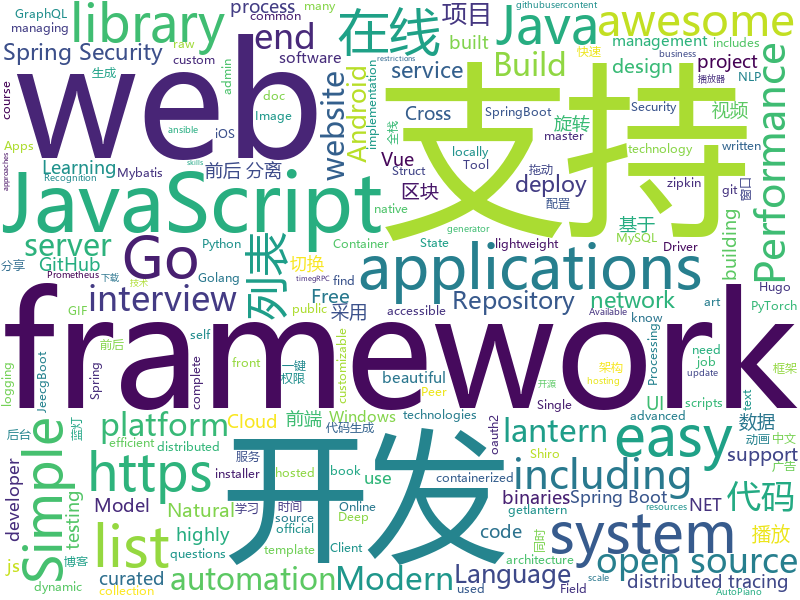 GraphQL common many
githubusercontent
managing
library
在线
Java
awesome
process
项目
Spring Security
end
built
management
includes
raw
custom
software
service
Build
project
course
生成
admin
doc
NLP
web
支持
website
Android
implementation
design
Performance
Image
Cross
SpringBoot
Security
iOS
旋转
视频
播放器
Apps
ansible
Learning
前后 分离
Vue
master
written
全栈
locally
Tool
technology
approaches
Mybatis
Struct
拖动
zipkin
JavaScript
区块
deploy
native
配置
窗口
skills
Recognition
Python
lightweight
git
building
server
Go
列表
State
基于
MySQL
Driver
generator
GitHub
Golang
Container
applications
切换
Prometheus
interview
Free
Repository
find
分享
下载
采用
network
Hugo
public
accessible
know
GIF
PyTorch
framework
JeecgBoot
Spring
beautiful
self
art
Processing
need
技术
前后
logging
complete
customizable
job
update
front
UI
platform
一键
权限
Peer
Cloud
technologies
scripts
架构
hosting
Simple
easy
lantern
数据
Available
幻灯
前端
Windows
Single
框架
efficient
distributed
代码生成
advanced
text
动画
中文
https
开发
including
代码
广告
后台
installer
hosted
服务
oauth2
support
快速
developer
Model
use
book
containerized
Spring Boot
播放
business
Natural
学习
Online
Deep
binaries
NET
开源
list
时间
source
official
code
system
Shiro
highly
questions
template
Client
回到
open source
js
testing
curated
automation
Modern
Language
getlantern
distributed tracing
博客
dynamic
architecture
used
Field
scale
resources
collection
AutoPiano
timegRPC
restrictions